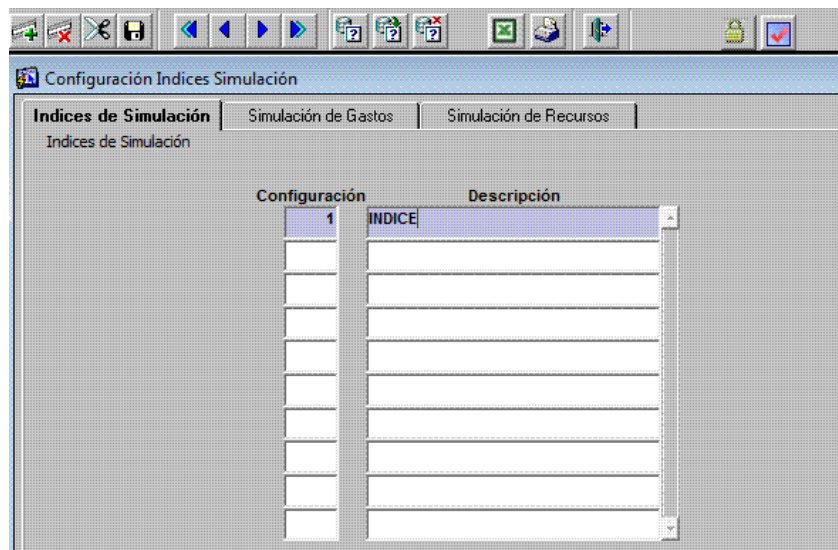 Configuración Indices Simulación
Indices de Simulación
Simulación de Gastos
Simulación de Recursos
Indices de Simulación
Configuración
Descripción
1
INDICE